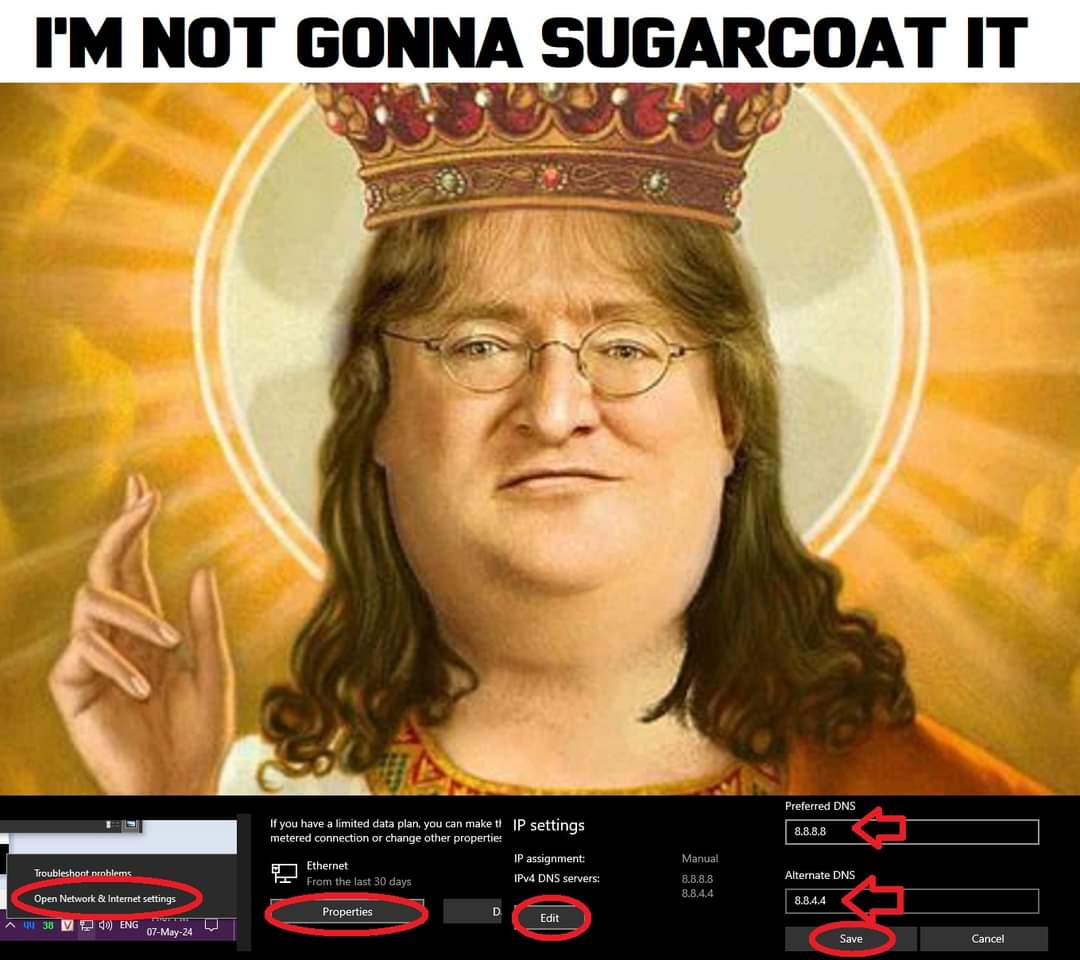 I'M NOT GONNA SUGARCOAT IT
Troubleshoot problems
Open Network & Internet settings
38
V
ENG
07-May-24
If you have a limited data plan, you can make th
metered connection or change other properties
Ethernet
From the last 30 days
Properties
D
IP settings
IP assignment:
Manual
IPv4 DNS servers:
8.8.8.8
8.8.4.4
Edit
Preferred DNS
8.8.8.8
Alternate DNS
8.8.4.4
Save
Cancel